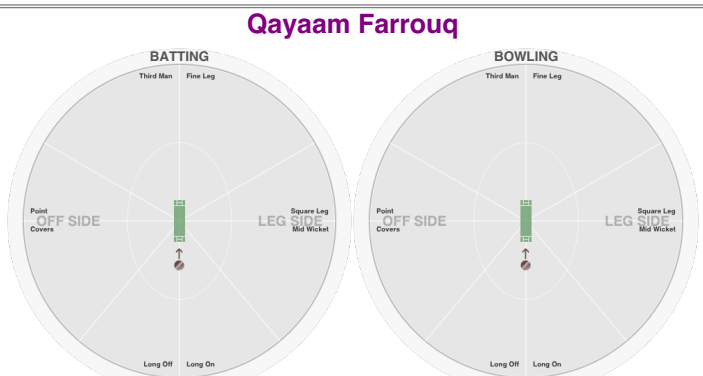 Qayaam Farrouq
BATTING
Third Man Fine Leg
Point
OFF SIDE
Covers
Square Leg
LEG SIDE
Mid Wicket
Long Off Long On
BOWLING
Third Man Fine Leg
Point
OFF SIDE
Covers
Square Leg
LEG SIDE
Mid Wicket
Long Off Long On